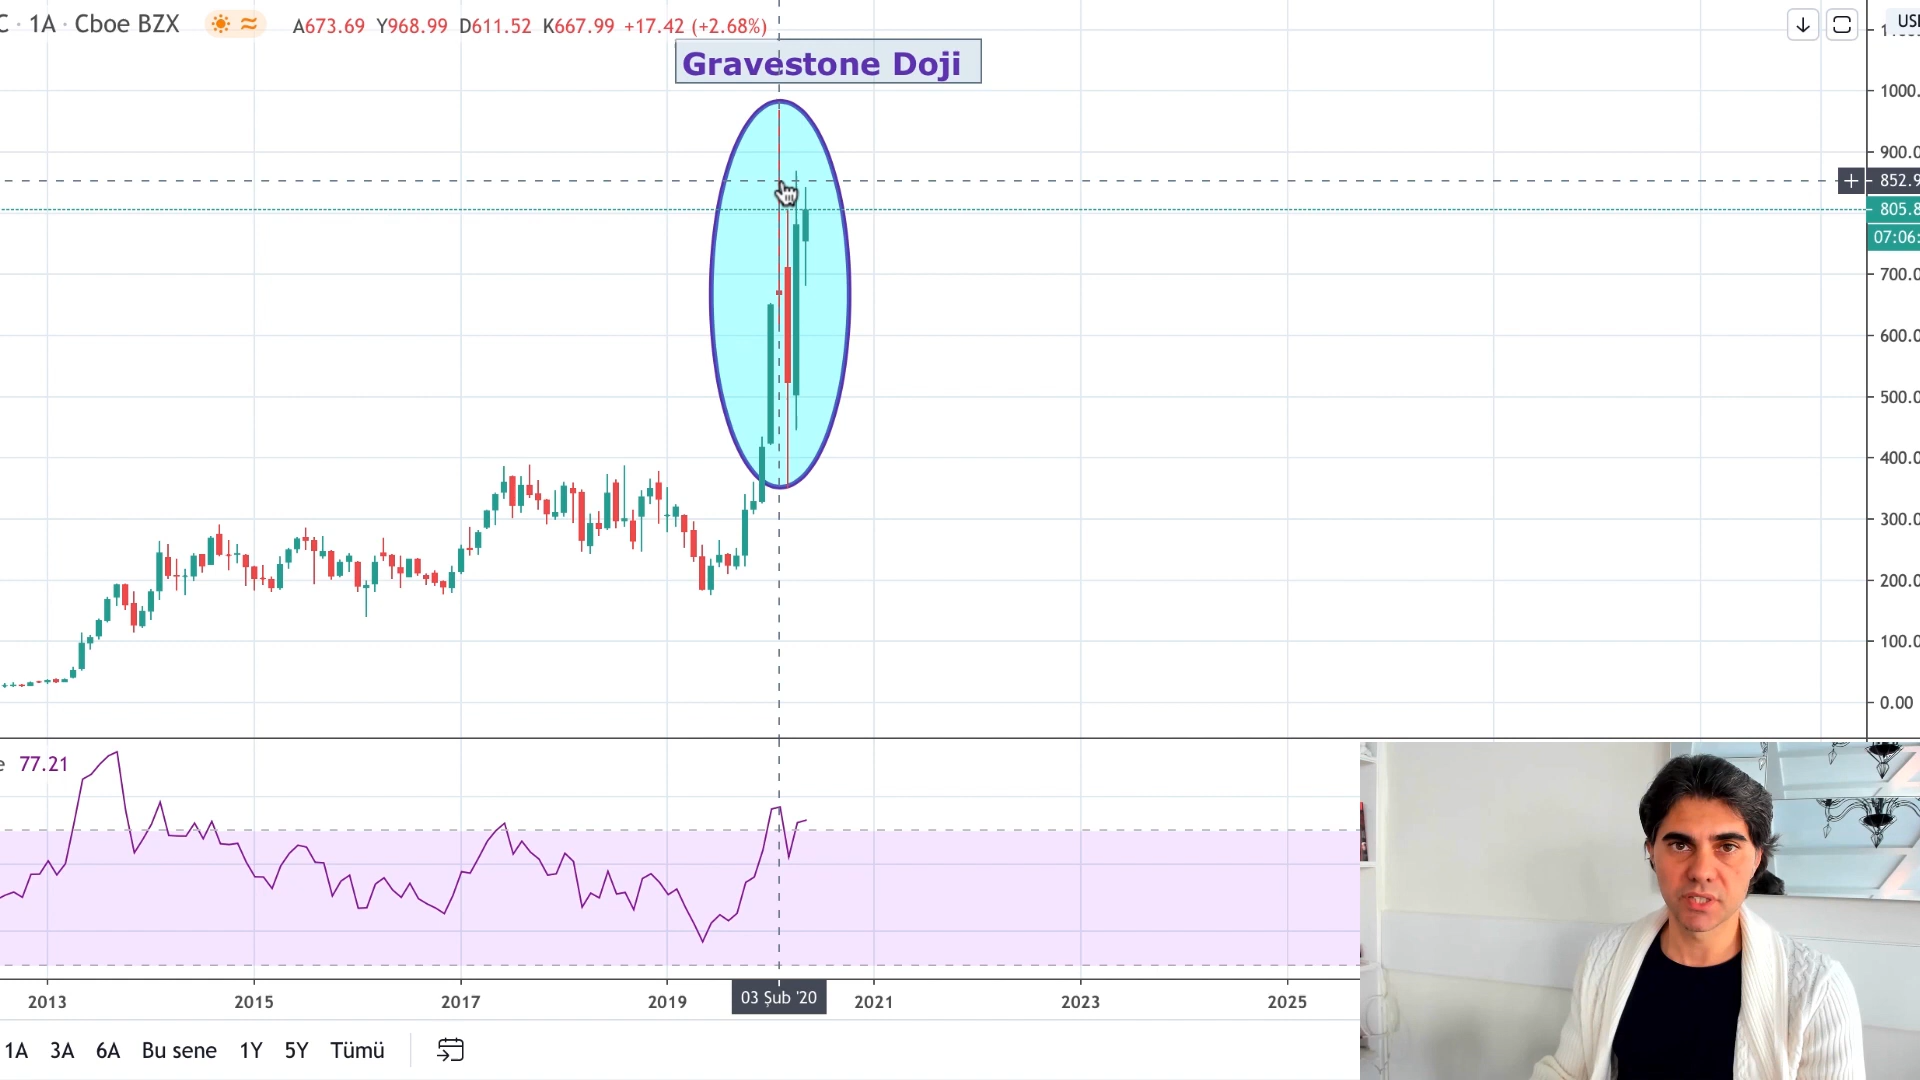 C · 1A · Cboe BZX A673.69 Y968.99 D611.52 K667.99 +17.42 (+2.68%)
USD
Gravestone Doji
1000.
900.0
852.9
805.8
07:06:
700.0
600.0
500.0
400.0
300.0
200.0
100.0
0.00
e 77.21
2013 2015 2017 2019 03 Şub '20 2021 2023 2025
1A 3A 6A Bu sene 1Y 5Y Tümü